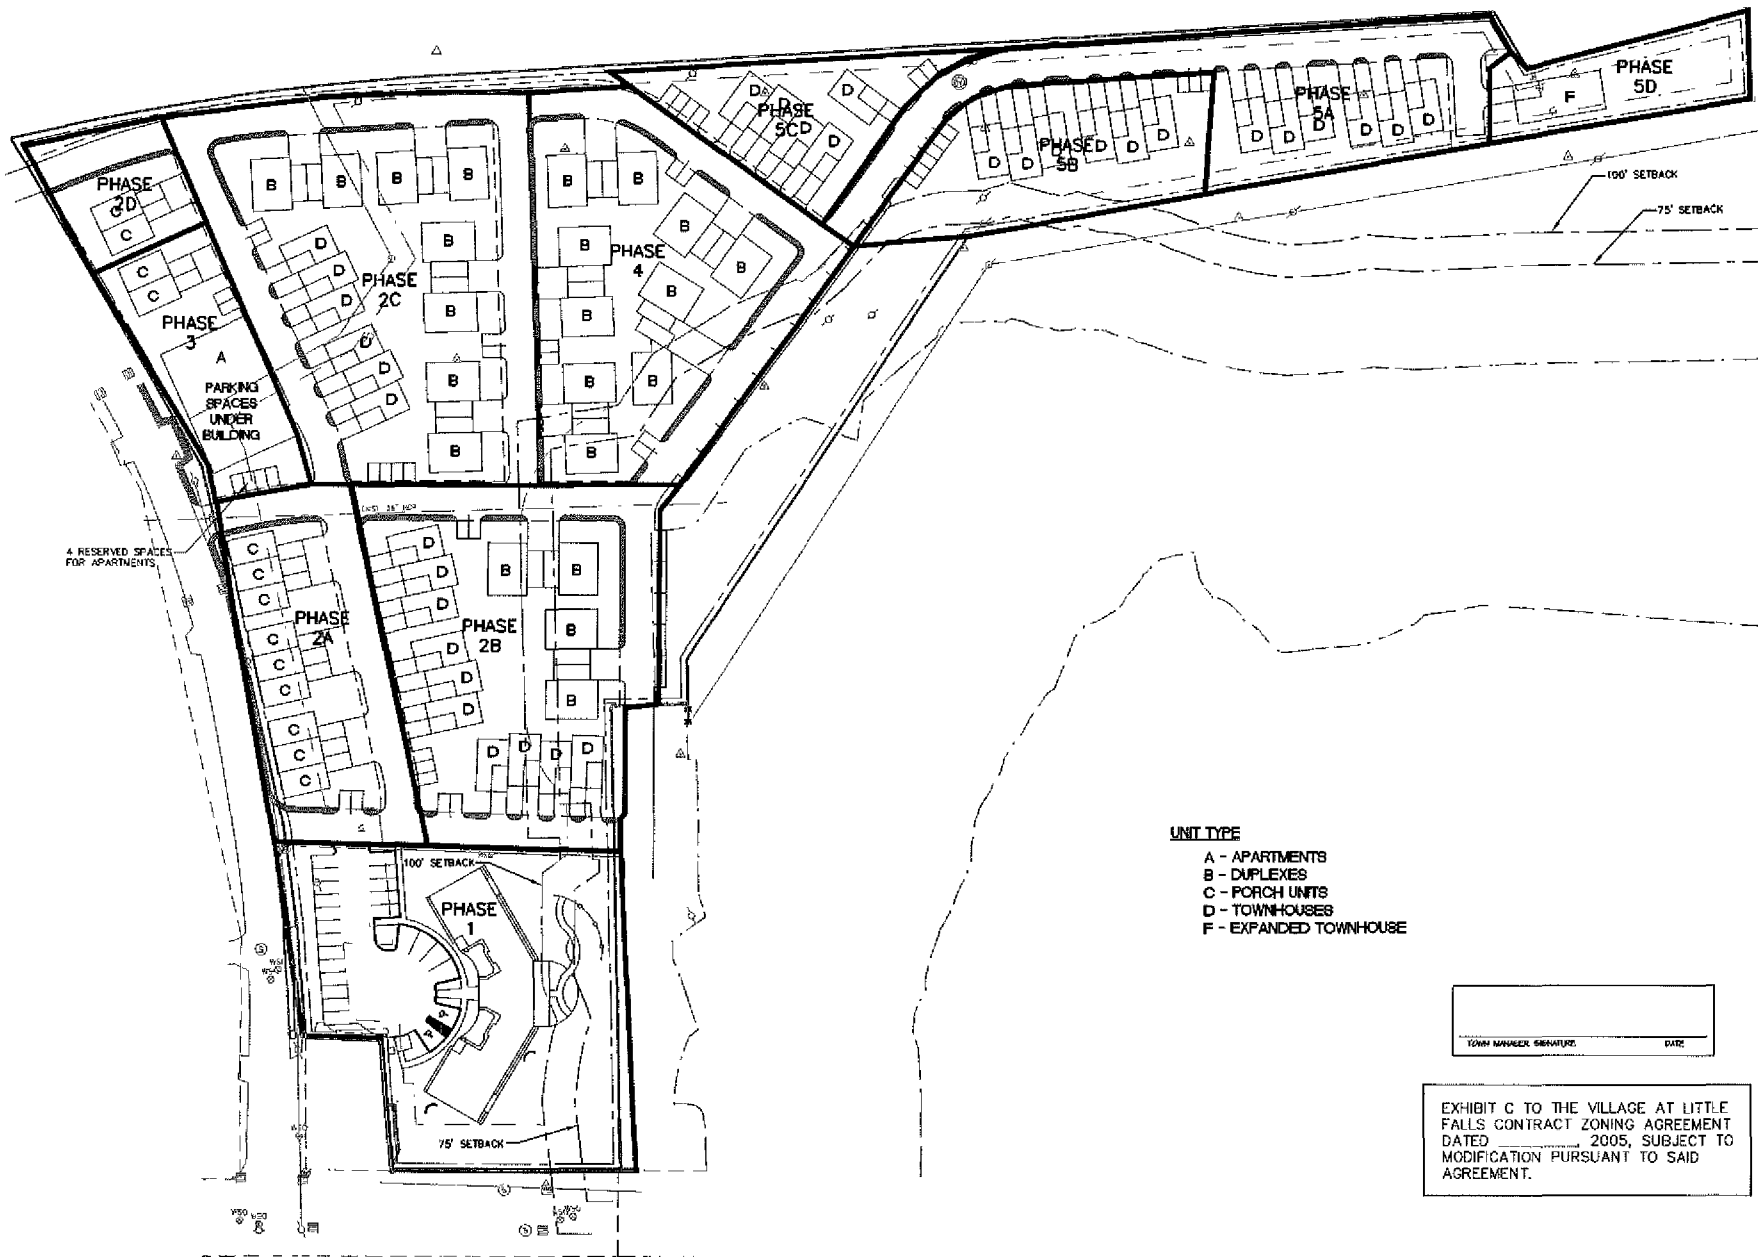 PHASE
5D
F
PHASE
5A
D D D D D D
PHASE
5B
D D D D D D
PHASE
5C
D D D D D
100' SETBACK
75' SETBACK
PHASE
2D
C
C
C
C
PHASE
3
A
PARKING
SPACES
UNDER
BUILDING
4 RESERVED SPACES
FOR APARTMENTS
B B B B
D
D
D
D
D
D
PHASE
2C
B
B
B
B
B B
PHASE
4
B
B
B
B
B
B
B
B
C
C
C
C
C
C
C
C
C
PHASE
2A
D
D
D
D
D
D
PHASE
2B
B B
B
B
D D D D
100' SETBACK
PHASE
1
75' SETBACK
UNIT TYPE
A - APARTMENTS
B - DUPLEXES
C - PORCH UNITS
D - TOWNHOUSES
F - EXPANDED TOWNHOUSE
TOWN MANAGER SIGNATURE DATE
EXHIBIT C TO THE VILLAGE AT LITTLE
FALLS CONTRACT ZONING AGREEMENT
DATED ________, 2005, SUBJECT TO
MODIFICATION PURSUANT TO SAID
AGREEMENT.